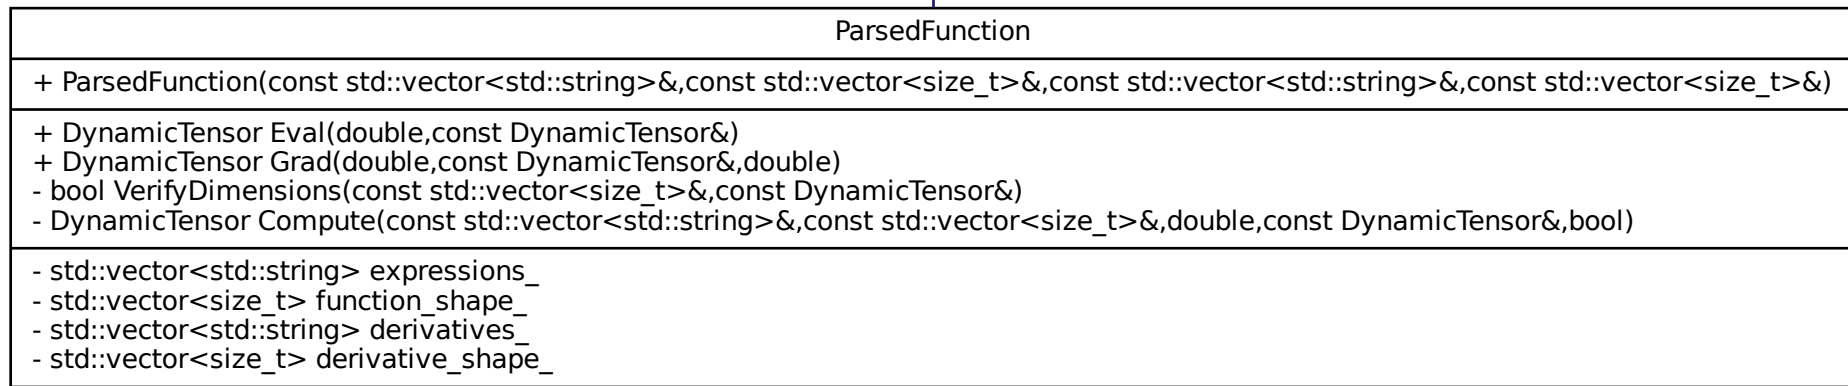 ParsedFunction
+ ParsedFunction(const std::vector<std::string>&,const std::vector<size_t>&,const std::vector<std::string>&,const std::vector<size_t>&)
+ DynamicTensor Eval(double,const DynamicTensor&)
+ DynamicTensor Grad(double,const DynamicTensor&,double)
- bool VerifyDimensions(const std::vector<size_t>&,const DynamicTensor&)
- DynamicTensor Compute(const std::vector<std::string>&,const std::vector<size_t>&,double,const DynamicTensor&,bool)
- std::vector<std::string> expressions_
- std::vector<size_t> function_shape_
- std::vector<std::string> derivatives_
- std::vector<size_t> derivative_shape_